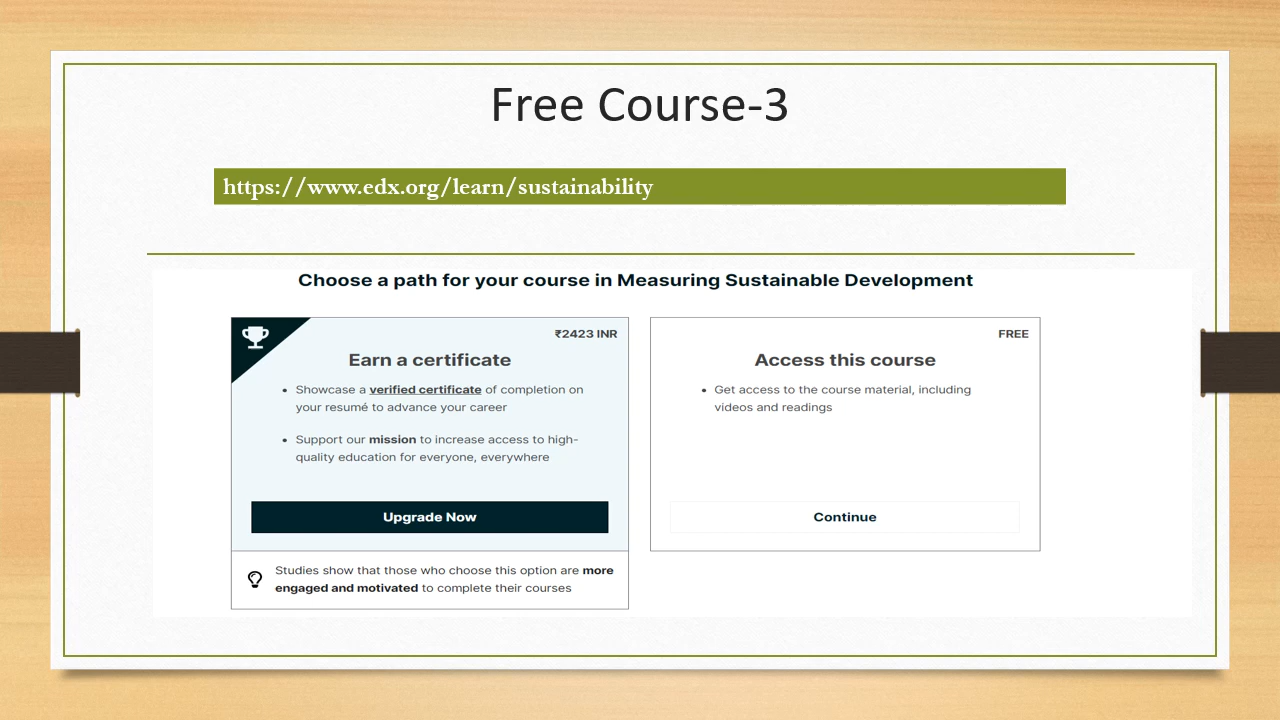 Free Course-3
https://www.edx.org/learn/sustainability
Choose a path for your course in Measuring Sustainable Development
₹2423 INR
Earn a certificate
• Showcase a verified certificate of completion on
your resumé to advance your career
• Support our mission to increase access to high-
quality education for everyone, everywhere
Upgrade Now
Studies show that those who choose this option are more
engaged and motivated to complete their courses
FREE
Access this course
• Get access to the course material, including
videos and readings
Continue